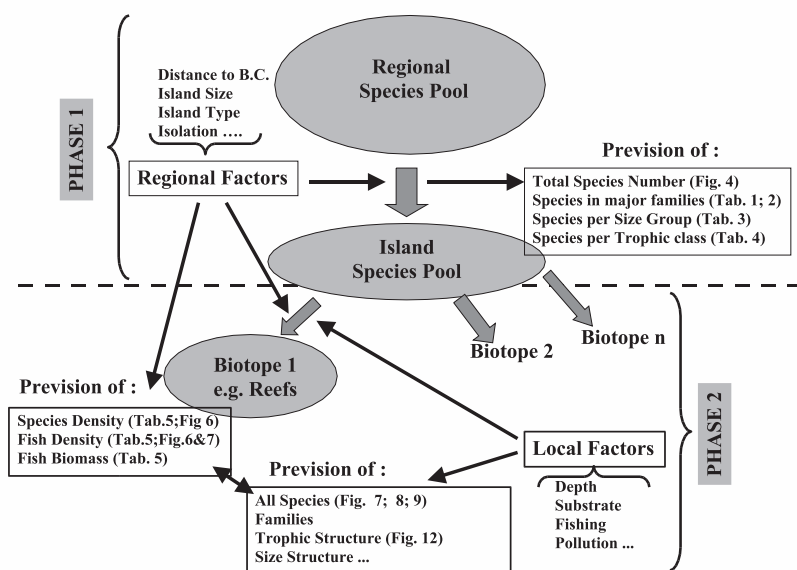 PHASE 1
Regional
Species Pool
Distance to B.C.
Island Size
Island Type
Isolation ....
Regional Factors
Prevision of :
Total Species Number (Fig. 4)
Species in major families (Tab. 1; 2)
Species per Size Group (Tab. 3)
Species per Trophic class (Tab. 4)
Island
Species Pool
Biotope 1
e.g. Reefs
Biotope 2
Biotope n
PHASE 2
Prevision of :
Species Density (Tab.5;Fig 6)
Fish Density (Tab.5;Fig.6&7)
Fish Biomass (Tab. 5)
Local Factors
Depth
Substrate
Fishing
Pollution ...
Prevision of :
All Species (Fig. 7; 8; 9)
Families
Trophic Structure (Fig. 12)
Size Structure ...